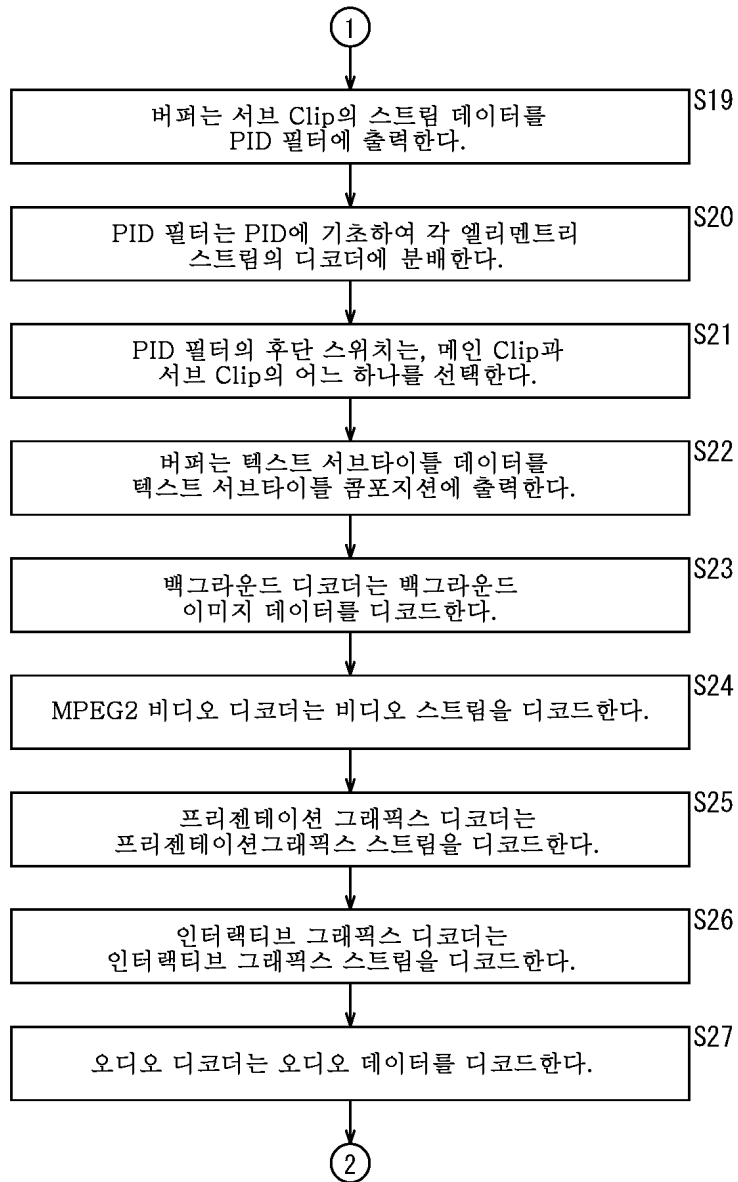 1
버퍼는 서브 Clip의 스트림 데이터를
PID 필터에 출력한다.
S19
PID 필터는 PID에 기초하여 각 엘리멘트리
스트림의 디코더에 분배한다.
S20
PID 필터의 후단 스위치는, 메인 Clip과
서브 Clip의 어느 하나를 선택한다.
S21
버퍼는 텍스트 서브타이틀 데이터를
텍스트 서브타이틀 콤포지션에 출력한다.
S22
백그라운드 디코더는 백그라운드
이미지 데이터를 디코드한다.
S23
MPEG2 비디오 디코더는 비디오 스트림을 디코드한다.
S24
프리젠테이션 그래픽스 디코더는
프리젠테이션그래픽스 스트림을 디코드한다.
S25
인터랙티브 그래픽스 디코더는
인터랙티브 그래픽스 스트림을 디코드한다.
S26
오디오 디코더는 오디오 데이터를 디코드한다.
S27
2